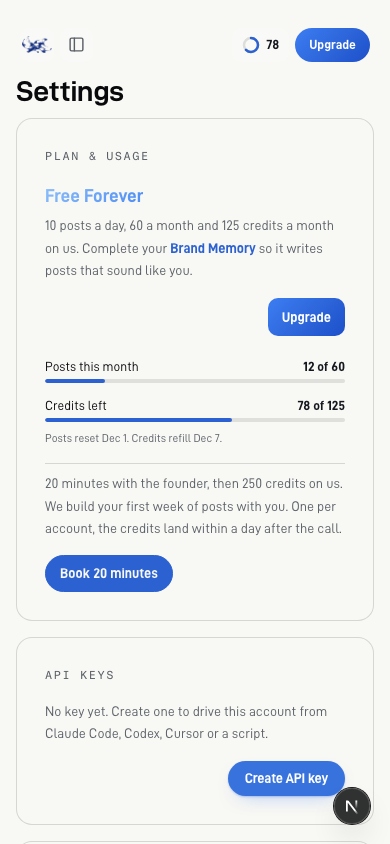 78
Upgrade
Settings
PLAN & USAGE
Free Forever
10 posts a day, 60 a month and 125 credits a month
on us. Complete your Brand Memory so it writes
posts that sound like you.
Upgrade
Posts this month 12 of 60
Credits left 78 of 125
Posts reset Dec 1. Credits refill Dec 7.
20 minutes with the founder, then 250 credits on us.
We build your first week of posts with you. One per
account, the credits land within a day after the call.
Book 20 minutes
API KEYS
No key yet. Create one to drive this account from
Claude Code, Codex, Cursor or a script.
Create API key
N